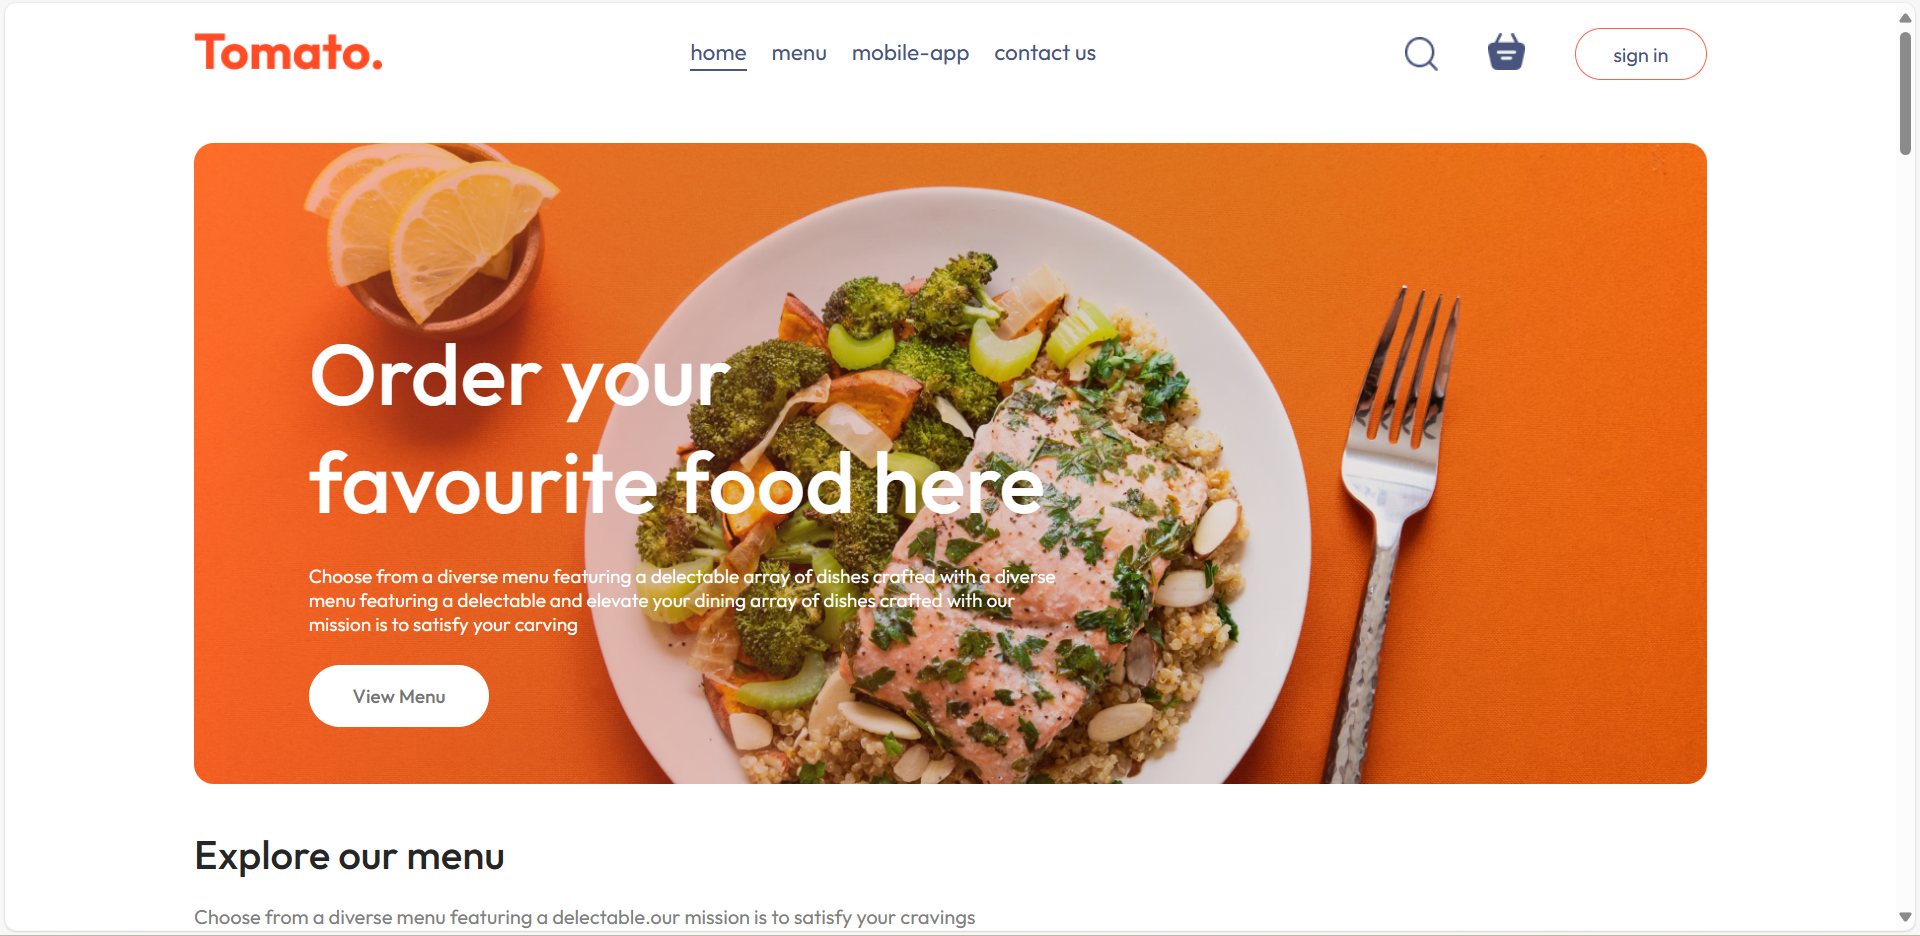 Tomato.
home menu mobile-app contact us
sign in
Order your
favourite food here
Choose from a diverse menu featuring a delectable array of dishes crafted with a diverse
menu featuring a delectable and elevate your dining array of dishes crafted with our
mission is to satisfy your carving
View Menu
Explore our menu
Choose from a diverse menu featuring a delectable.our mission is to satisfy your cravings